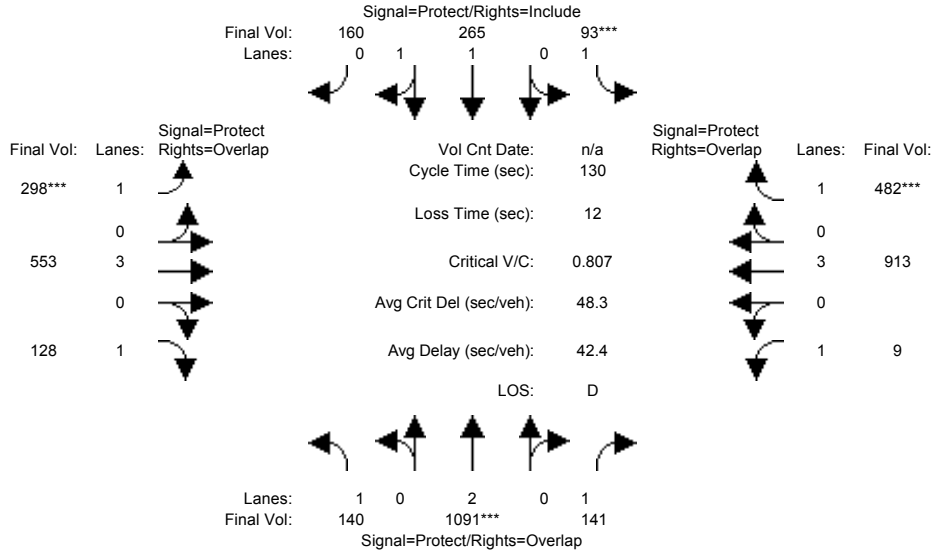 Signal=Protect/Rights=Include
Final Vol: 160 265 93***
Lanes: 0 1 1 0 1
Signal=Protect
Final Vol: Lanes: Rights=Overlap
Vol Cnt Date: n/a
Signal=Protect
Rights=Overlap Lanes: Final Vol:
Cycle Time (sec): 130
298*** 1
1 482***
Loss Time (sec): 12
0
0
553 3
Critical V/C: 0.807
3 913
0
Avg Crit Del (sec/veh): 48.3
0
128 1
Avg Delay (sec/veh): 42.4
1 9
LOS: D
Lanes: 1 0 2 0 1
Final Vol: 140 1091*** 141
Signal=Protect/Rights=Overlap